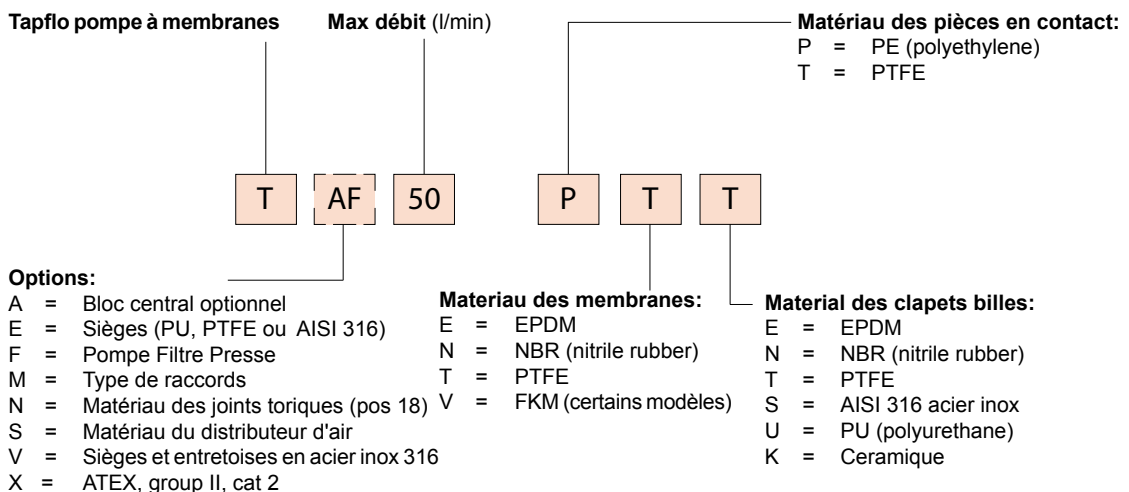 Tapflo pompe à membranes
Max débit (l/min)
Matériau des pièces en contact:
P = PE (polyethylene)
T = PTFE
T AF 50 P T T
Options:
A = Bloc central optionnel
E = Sièges (PU, PTFE ou AISI 316)
F = Pompe Filtre Presse
M = Type de raccords
N = Matériau des joints toriques (pos 18)
S = Matériau du distributeur d'air
V = Sièges et entretoises en acier inox 316
X = ATEX, group II, cat 2
Materiau des membranes:
E = EPDM
N = NBR (nitrile rubber)
T = PTFE
V = FKM (certains modèles)
Material des clapets billes:
E = EPDM
N = NBR (nitrile rubber)
T = PTFE
S = AISI 316 acier inox
U = PU (polyurethane)
K = Ceramique